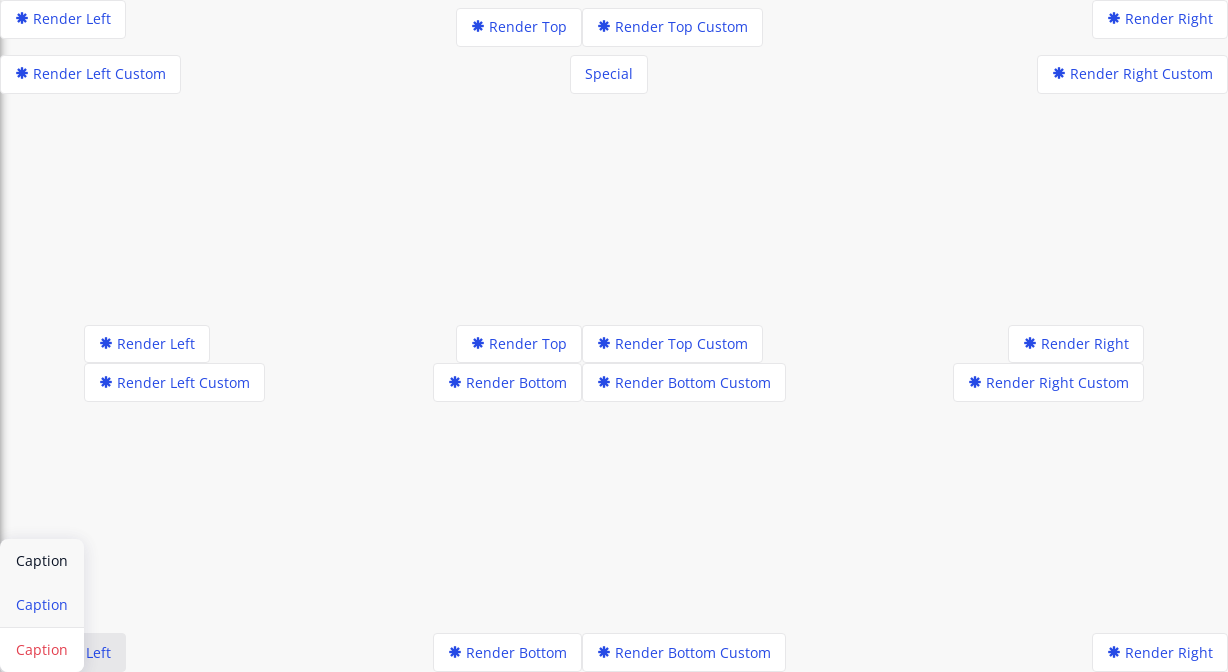 Render Left
Render Top
Render Top Custom
Render Right
Render Left Custom
Special
Render Right Custom
Render Left
Render Top
Render Top Custom
Render Right
Render Left Custom
Render Bottom
Render Bottom Custom
Render Right Custom
Caption
Caption
Caption
Left
Render Bottom
Render Bottom Custom
Render Right